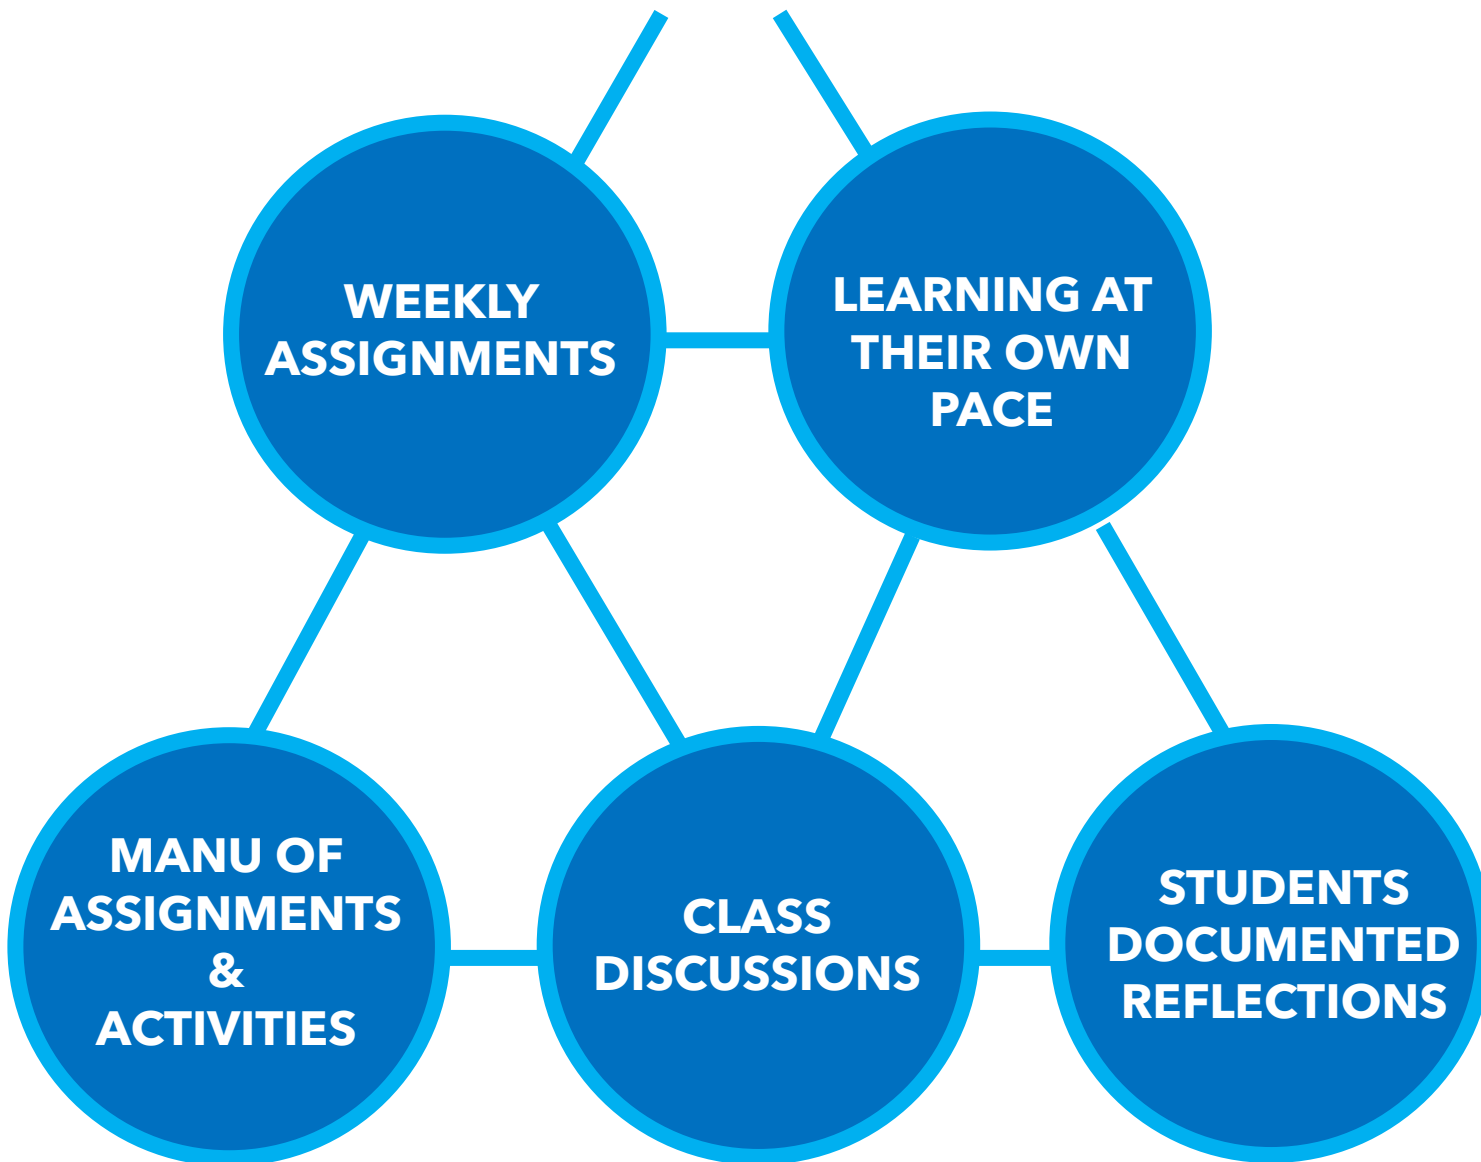 WEEKLY
ASSIGNMENTS
LEARNING AT
THEIR OWN
PACE
MANU OF
ASSIGNMENTS
&
ACTIVITIES
CLASS
DISCUSSIONS
STUDENTS
DOCUMENTED
REFLECTIONS